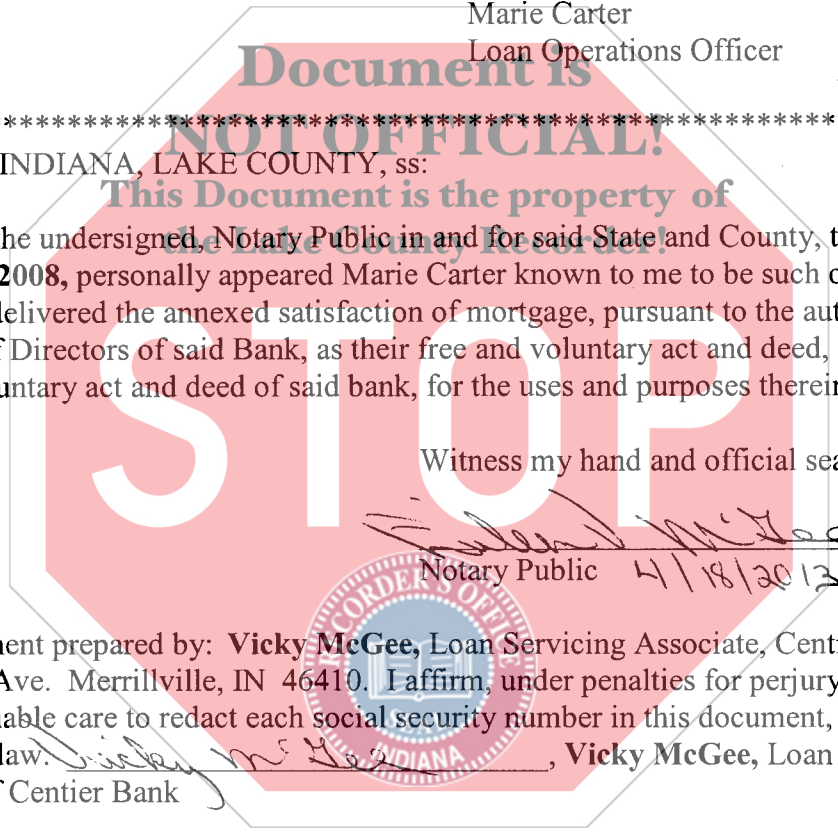 Marie Carter
Loan Operations Officer
Document is
****************************************************
NOT OFFICIAL!
INDIANA, LAKE COUNTY, ss:
This Document is the property of
the Lake County Recorder!
he undersigned, Notary Public in and for said State and County, t
2008, personally appeared Marie Carter known to me to be such o
delivered the annexed satisfaction of mortgage, pursuant to the aut
f Directors of said Bank, as their free and voluntary act and deed,
untary act and deed of said bank, for the uses and purposes therein
STOP
Witness my hand and official sea
McGee
Notary Public 4/18/2013
RECORDER'S OFFICE
INDIANA
ent prepared by: Vicky McGee, Loan Servicing Associate, Centi
Ave. Merrillville, IN 46410. I affirm, under penalties for perjury
able care to redact each social security number in this document,
law. Vicky McGee, Vicky McGee, Loan
f Centier Bank